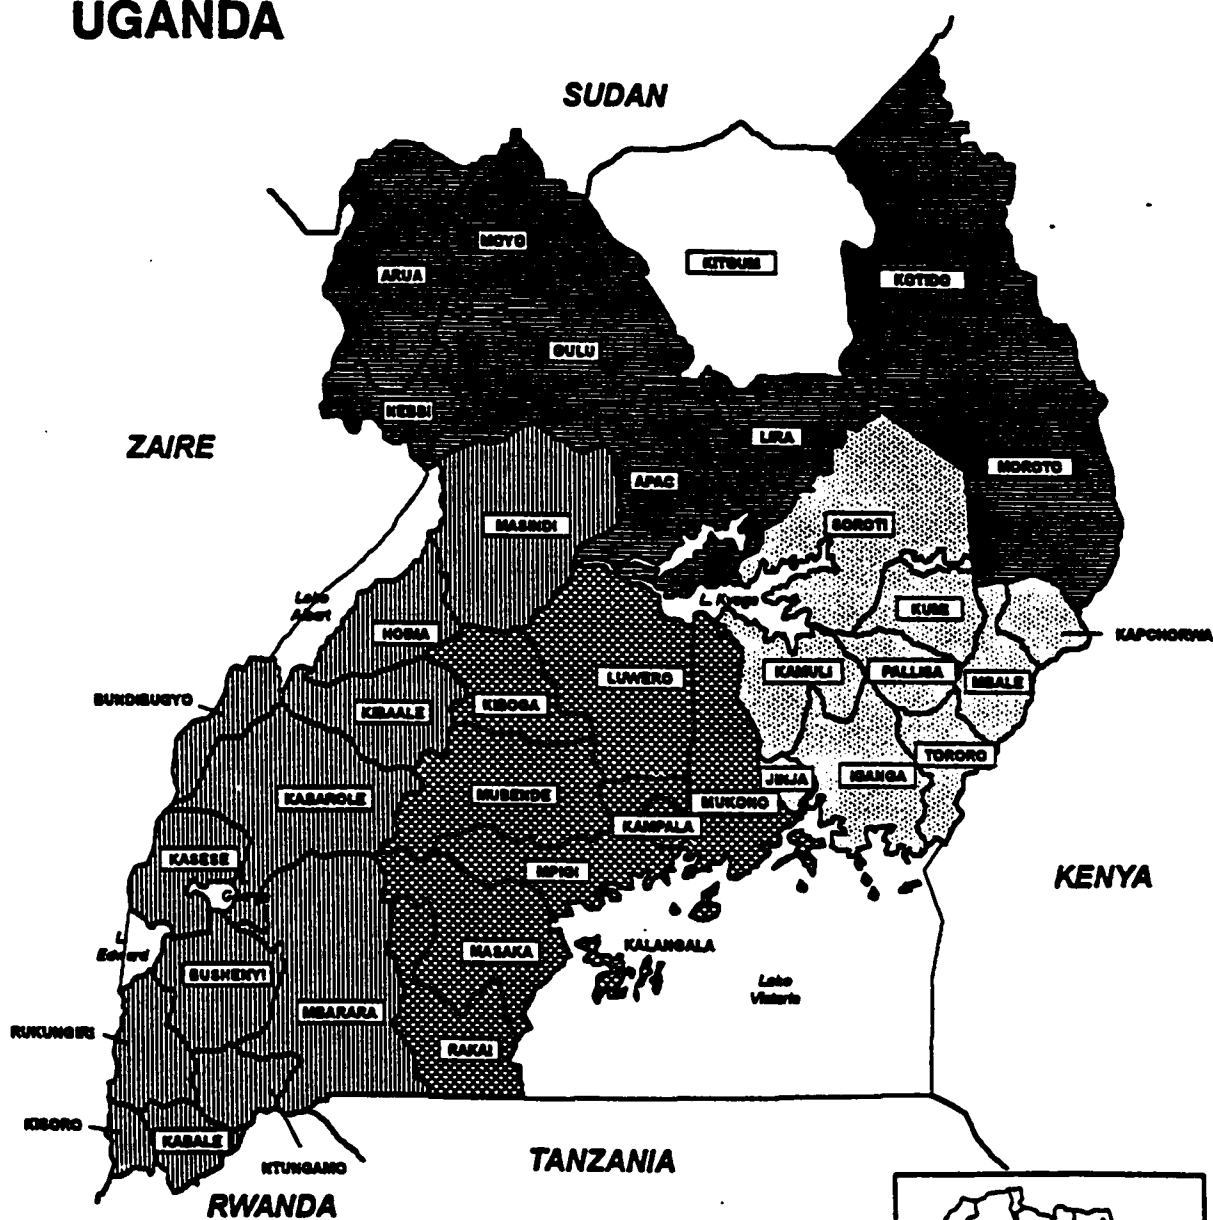 UGANDA
SUDAN
MOYO
KITGUM
ARUA
KOTIDO
GULU
NEBBI
ZAIRE
LIRA
MOROTO
APAC
MASINDI
SOROTI
Lake
Albert
L. Kyoga
KUMI
HOIMA
KAPCHORWA
KAMULI
PALLISA
LUWERO
MBALE
BUNDIBUGYO
KIBAALE
KIBOGA
TORORO
JINJA
IGANGA
KABAROLE
MUBENDE
MUKONO
KAMPALA
KASESE
MPIGI
KENYA
L.
Edward
MASAKA
KALANGALA
BUSHENYI
Lake
Victoria
MBARARA
RUKUNGIRI
RAKAI
KISORO
KABALE
NTUNGAMO
TANZANIA
RWANDA